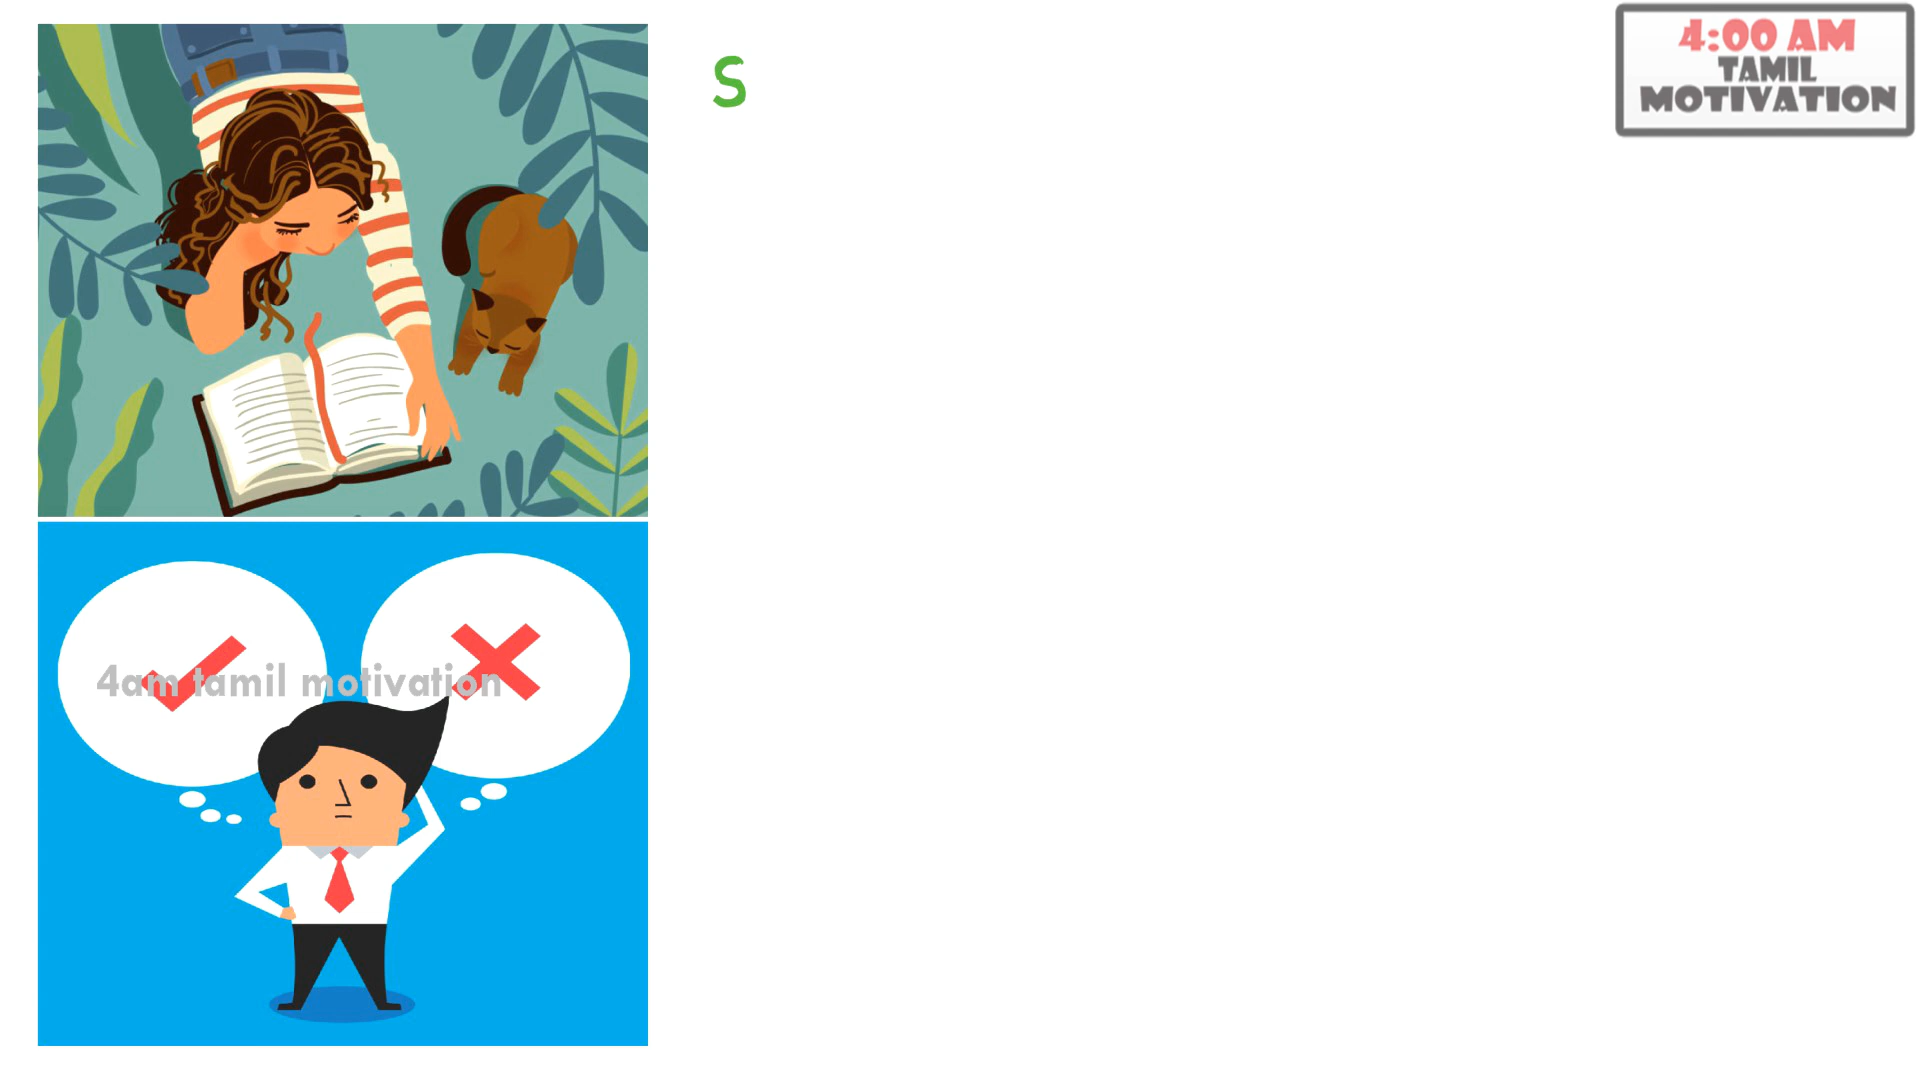 S
4:00 AM
TAMIL
MOTIVATION
4am tamil motivation